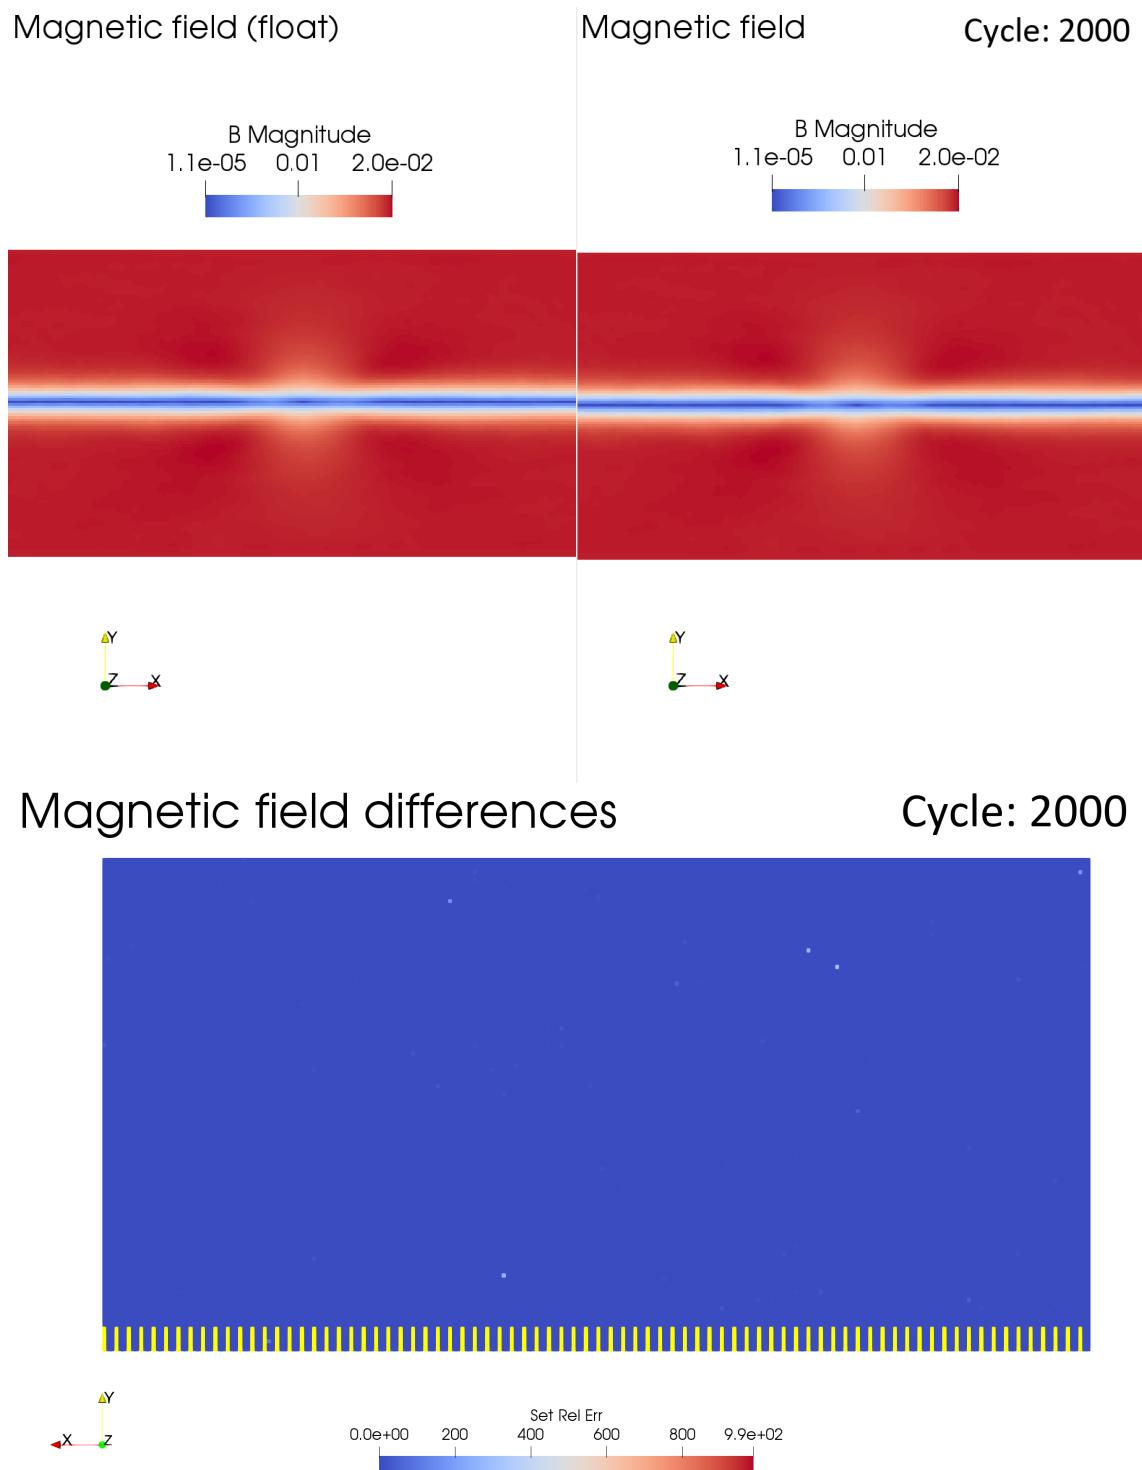 Magnetic field (float)
B Magnitude
1.1e-05 0.01 2.0e-02
Y
Z X
Magnetic field Cycle: 2000
B Magnitude
1.1e-05 0.01 2.0e-02
Y
Z X
Magnetic field differences Cycle: 2000
Y
X Z
Set Rel Err
0.0e+00 200 400 600 800 9.9e+02